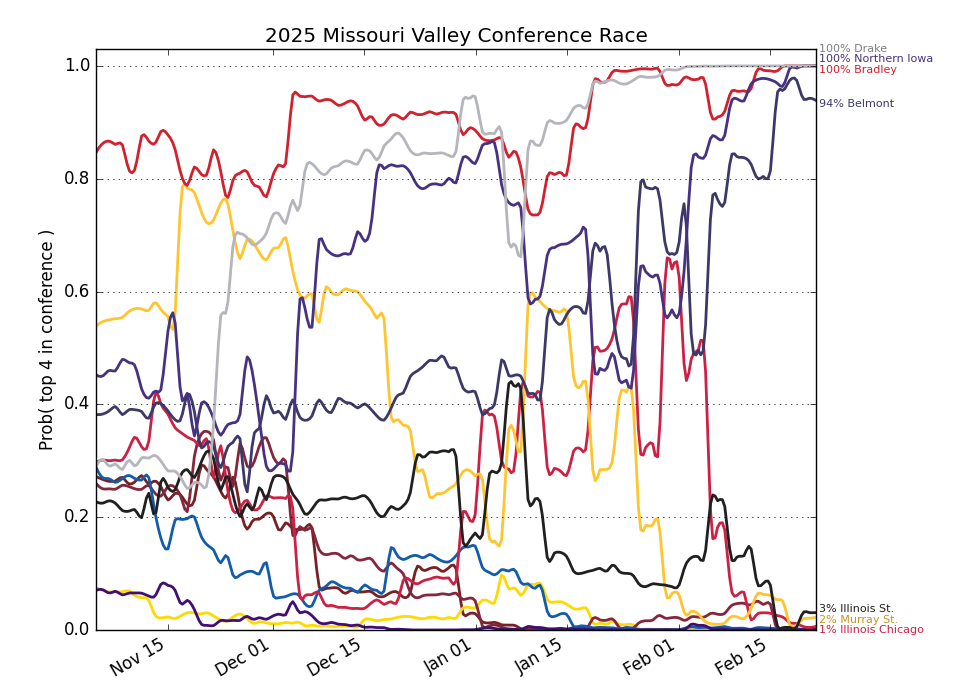 2025 Missouri Valley Conference Race
100% Drake
100% Northern Iowa
100% Bradley
94% Belmont
3% Illinois St.
2% Murray St.
1% Illinois Chicago
Prob( top 4 in conference )
1.0
0.8
0.6
0.4
0.2
0.0
Nov 15
Dec 01
Dec 15
Jan 01
Jan 15
Feb 01
Feb 15